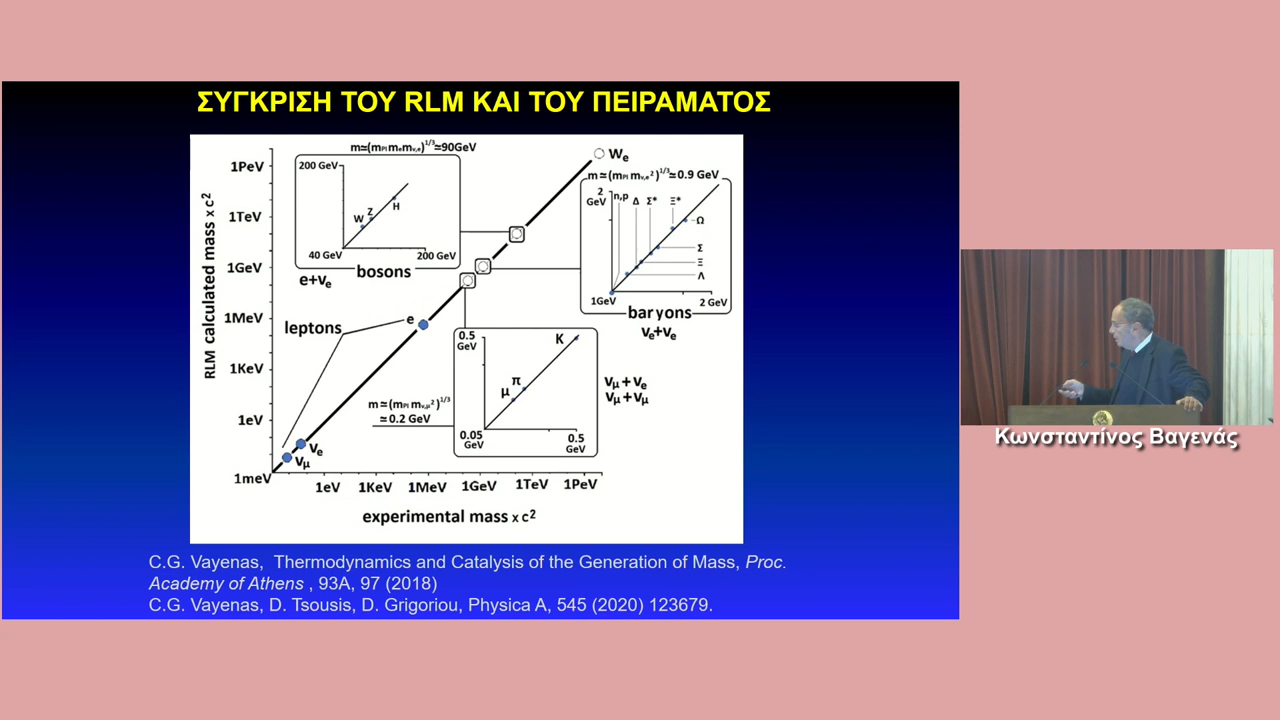 ΣΥΓΚΡΙΣΗ ΤΟΥ RLM ΚΑΙ ΤΟΥ ΠΕΙΡΑΜΑΤΟΣ
RLM calculated mass x c²
1PeV
1TeV
1GeV
1MeV
1KeV
1eV
1meV
m≃(mPl me mν,e)^1/3≃90GeV
200 GeV
W
Z
H
40 GeV
200 GeV
bosons
e+νe
We
m≃(mPl mν,e²)^1/3≃0.9 GeV
2 GeV
n,p
Δ
Σ*
Ξ*
Ω
Σ
Ξ
Λ
1GeV
2 GeV
baryons
νe+νe
leptons
e
0.5 GeV
K
π
μ
0.05 GeV
0.5 GeV
νμ+νe
νμ+νμ
m≃(mPl mν,μ²)^1/3
≃0.2 GeV
νe
νμ
1eV
1KeV
1MeV
1GeV
1TeV
1PeV
experimental mass x c²
C.G. Vayenas, Thermodynamics and Catalysis of the Generation of Mass, Proc.
Academy of Athens , 93A, 97 (2018)
C.G. Vayenas, D. Tsousis, D. Grigoriou, Physica A, 545 (2020) 123679.
Κωνσταντίνος Βαγενάς